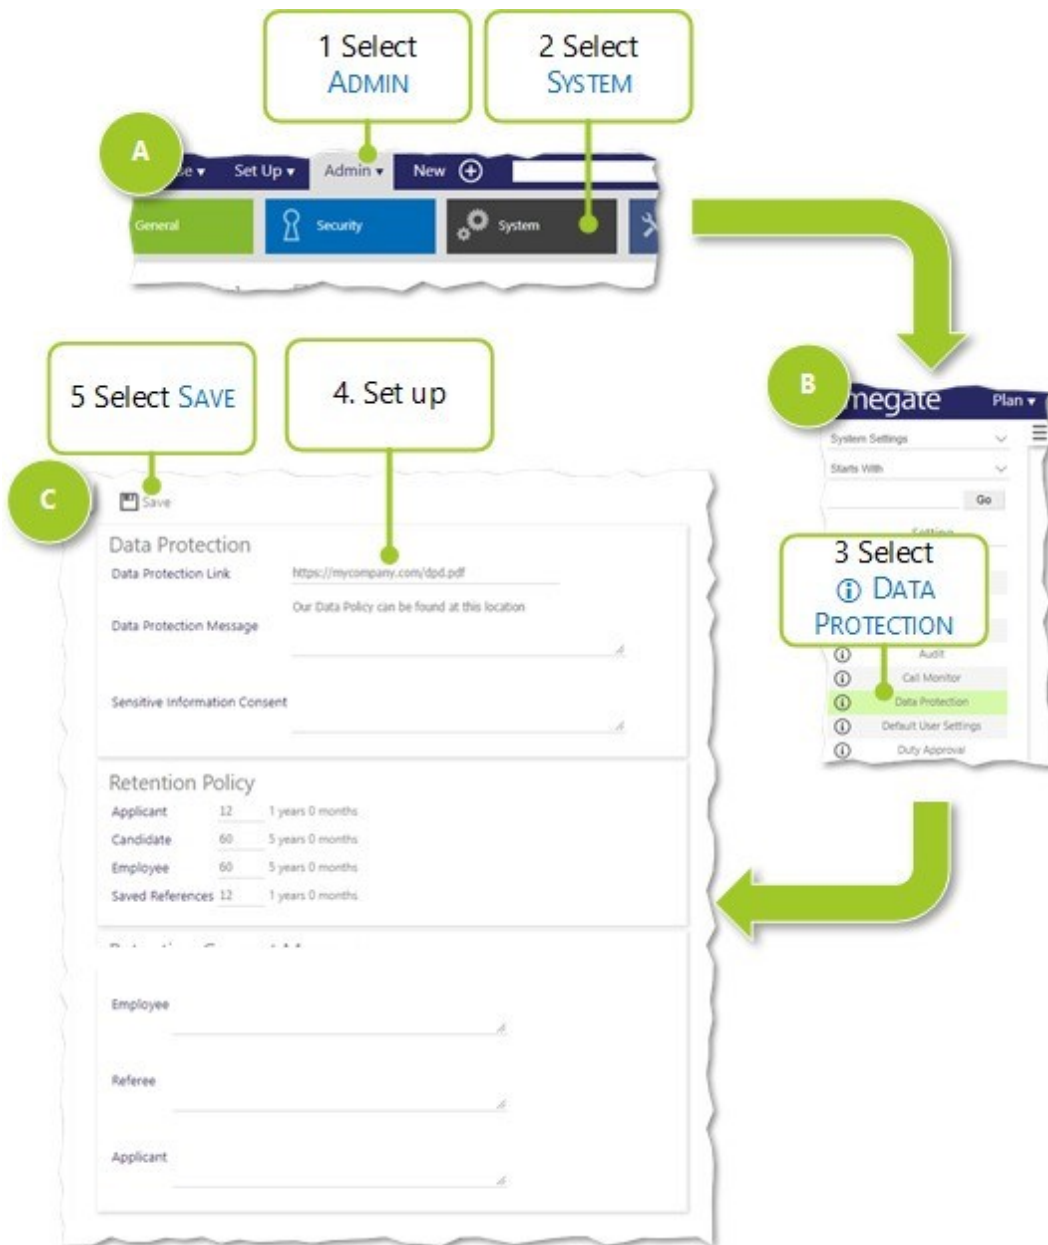 1 Select
ADMIN
2 Select
SYSTEM
A
Set Up
Admin
New
General
Security
System
5 Select SAVE
4. Set up
B
megate
Plan
System Settings
Starts With
Go
Setting
3 Select
DATA
PROTECTION
Audit
Call Monitor
Data Protection
Default User Settings
Duty Approval
C
Save
Data Protection
Data Protection Link
https://mycompany.com/dpd.pdf
Our Data Policy can be found at this location
Data Protection Message
Sensitive Information Consent
Retention Policy
Applicant 12 1 years 0 months
Candidate 60 5 years 0 months
Employee 60 5 years 0 months
Saved References 12 1 years 0 months
Employee
Referee
Applicant